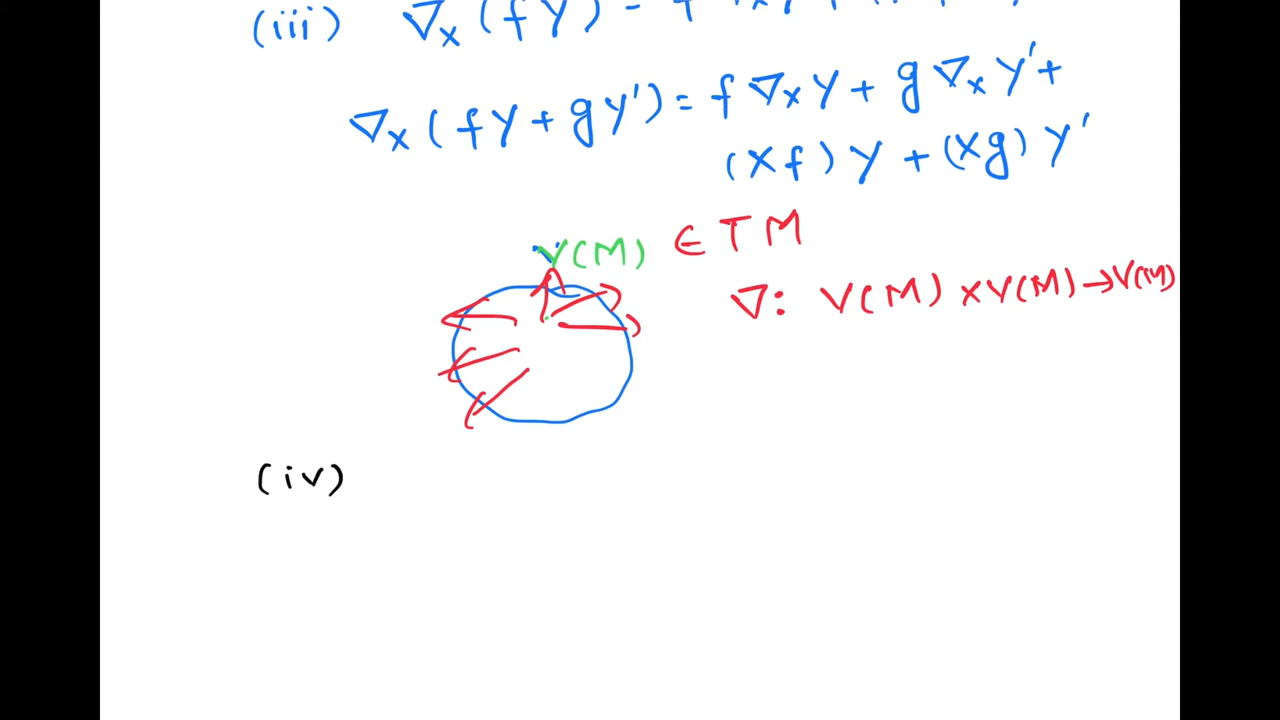 (iii) ∇x (fY) =
∇x (fY + gY') = f ∇x Y + g ∇x Y' +
(Xf) Y + (Xg) Y'
V(M) ∈ TM
∇: V(M) × V(M) → V(M)
(iv)